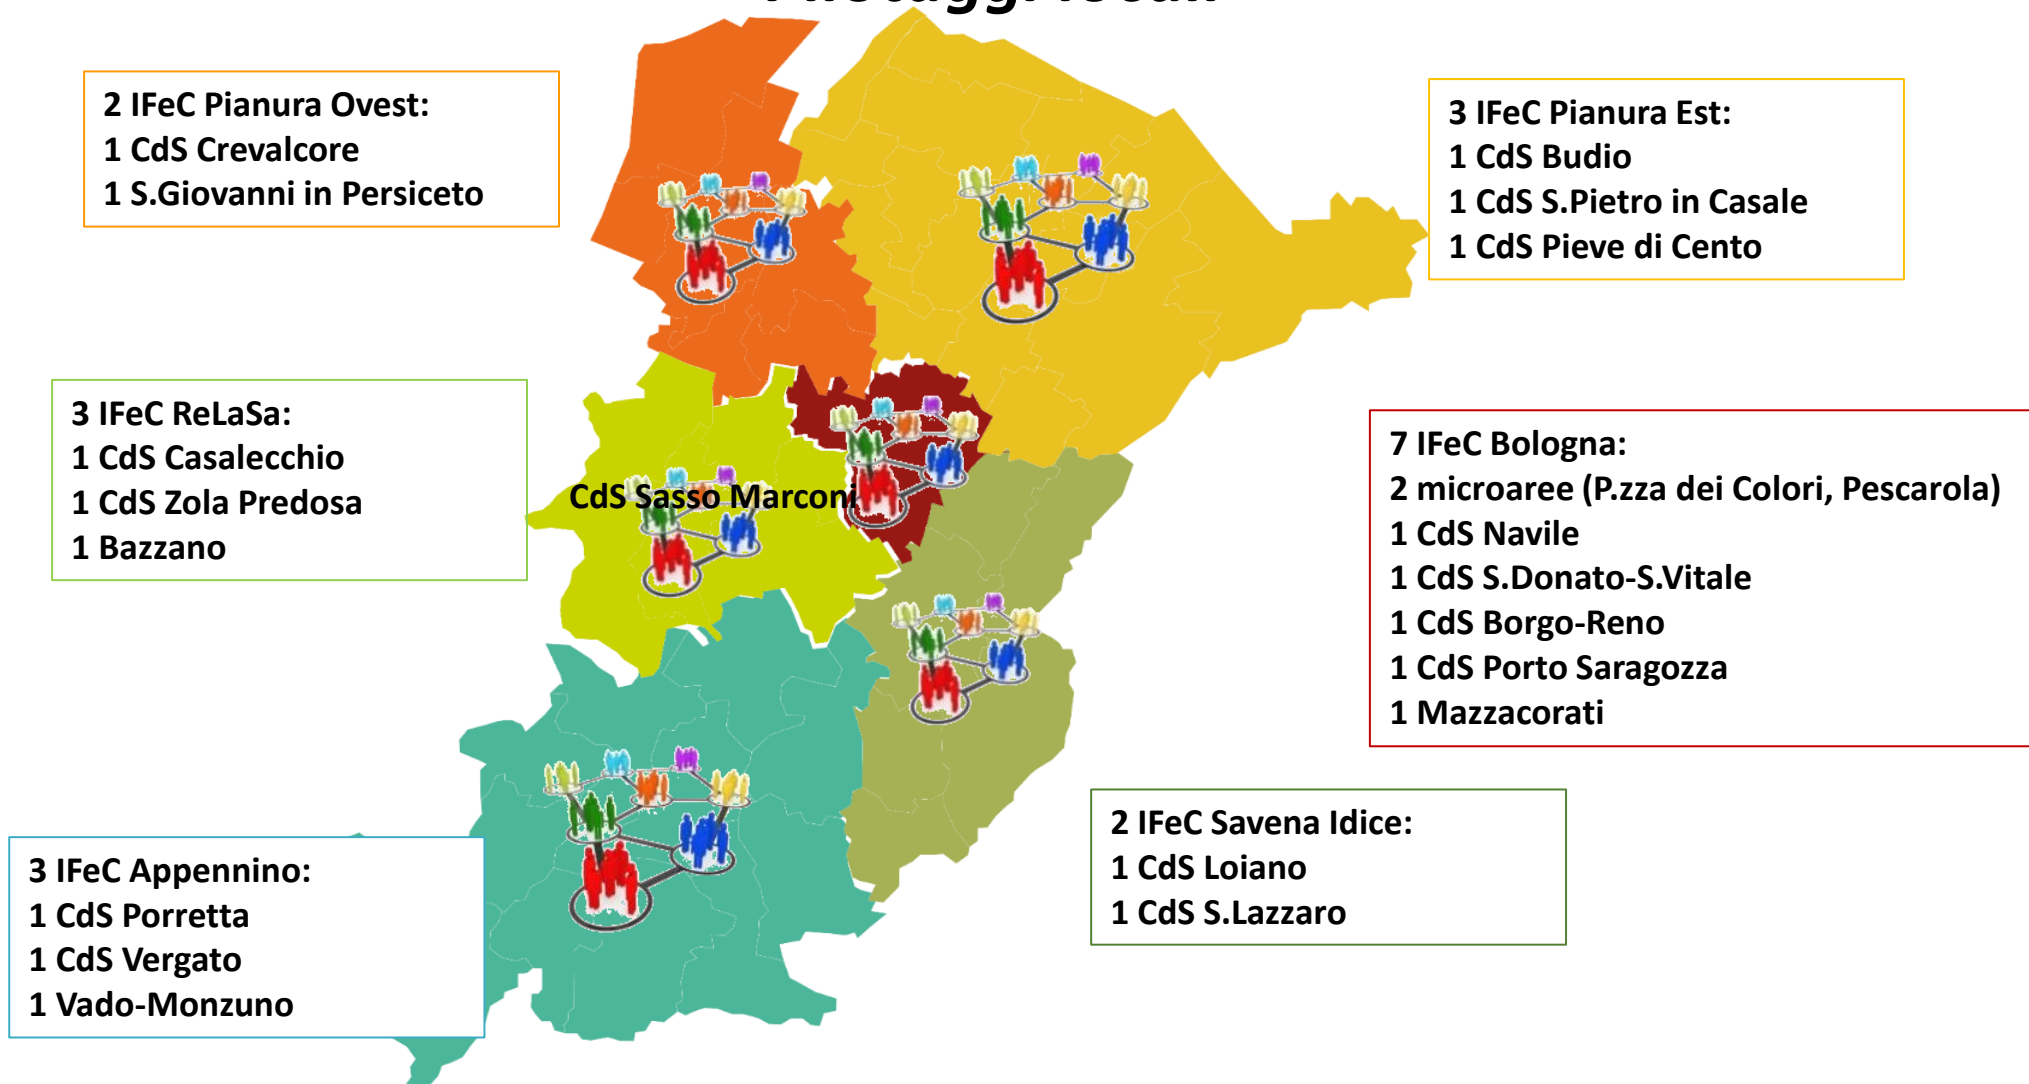 2 IFeC Pianura Ovest:
1 CdS Crevalcore
1 S.Giovanni in Persiceto
3 IFeC Pianura Est:
1 CdS Budio
1 CdS S.Pietro in Casale
1 CdS Pieve di Cento
3 IFeC ReLaSa:
1 CdS Casalecchio
1 CdS Zola Predosa
1 Bazzano
CdS Sasso Marconi
7 IFeC Bologna:
2 microaree (P.zza dei Colori, Pescarola)
1 CdS Navile
1 CdS S.Donato-S.Vitale
1 CdS Borgo-Reno
1 CdS Porto Saragozza
1 Mazzacorati
2 IFeC Savena Idice:
1 CdS Loiano
1 CdS S.Lazzaro
3 IFeC Appennino:
1 CdS Porretta
1 CdS Vergato
1 Vado-Monzuno